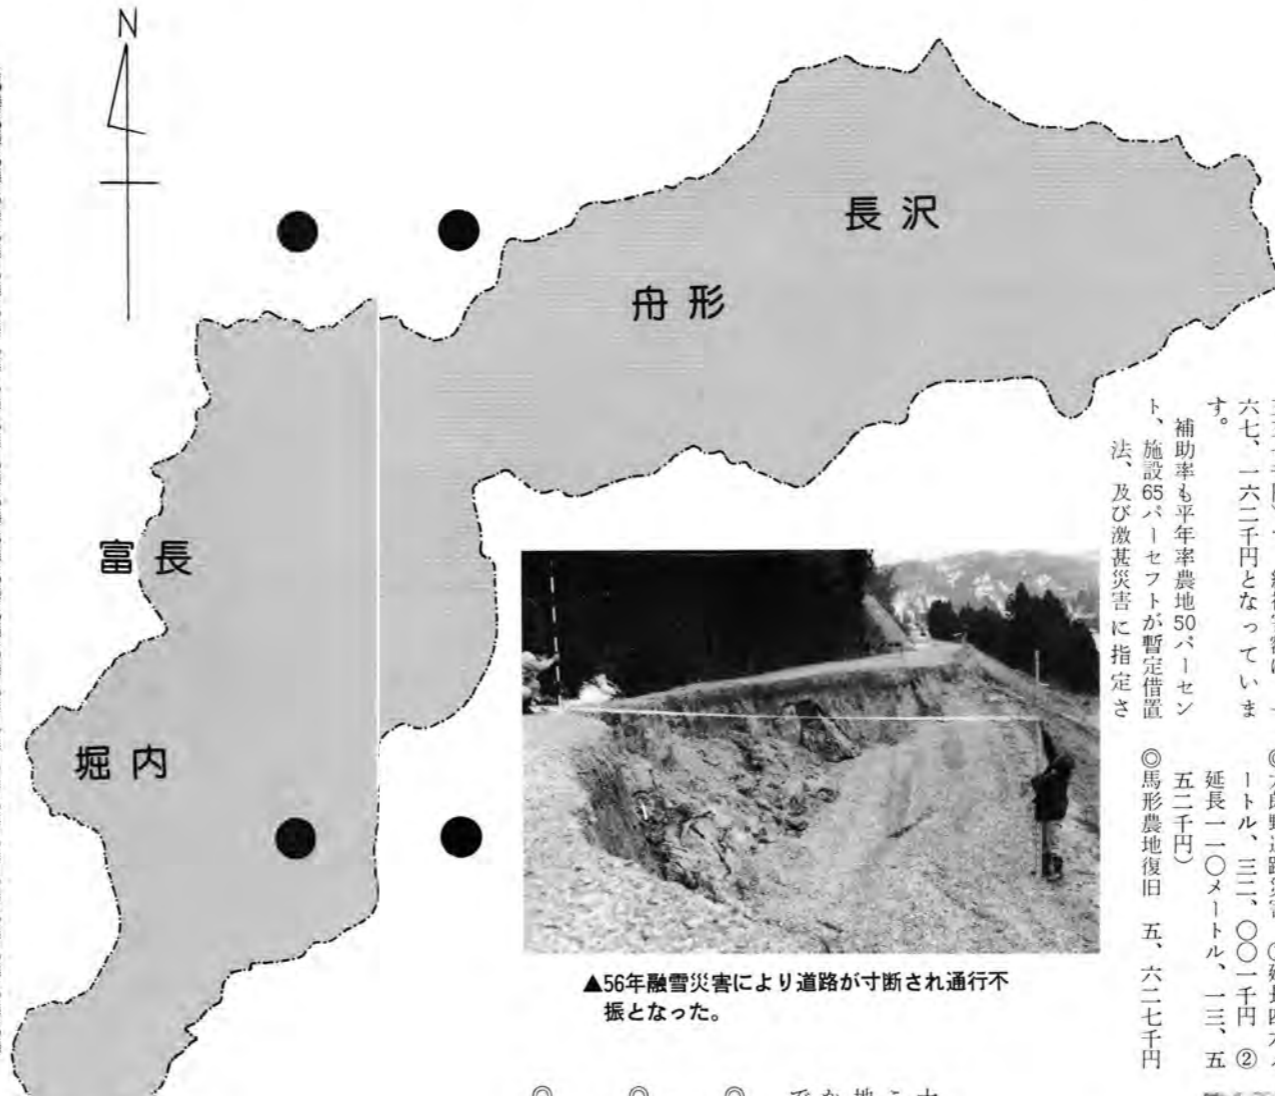 N
長沢
舟形
富長
堀内
六七、一六二千円となっていま
す。
補助率も平年率農地50パーセン
ト、施設65パーセフトが暫定借置
法、及び激甚災害に指定さ
ートル、三二、〇〇一千円 ②
延長一一〇メートル、一三、五
五二千円）
◎馬形農地復旧 五、六二七千円
▲56年融雪災害により道路が寸断され通行不
振となった。
◎
◎
◎